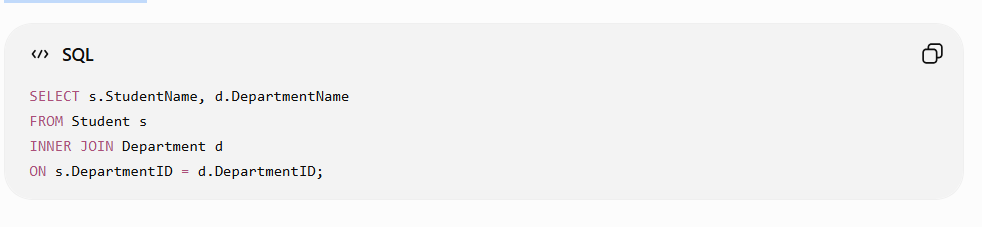 SQL
SELECT s.StudentName, d.DepartmentName
FROM Student s
INNER JOIN Department d
ON s.DepartmentID = d.DepartmentID;